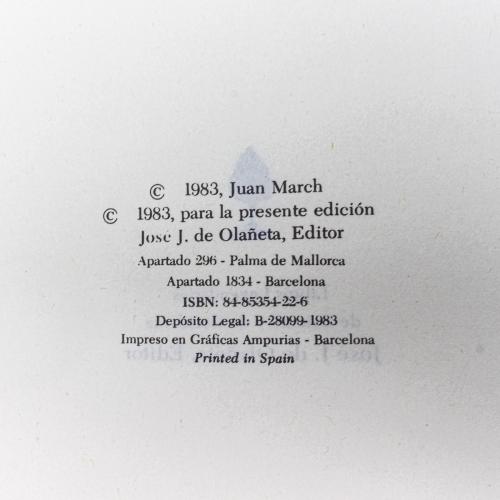 © 1983, Juan March
© 1983, para la presente edición
José J. de Olañeta, Editor
Apartado 296 - Palma de Mallorca
Apartado 1834 - Barcelona
ISBN: 84-85354-22-6
Depósito Legal: B-28099-1983
Impreso en Gráficas Ampurias - Barcelona
Printed in Spain